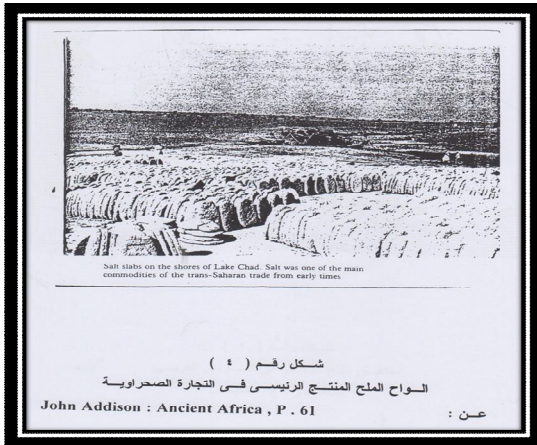 Salt slabs on the shores of Lake Chad. Salt was one of the main
commodities of the trans-Saharan trade from early times
شكل رقم ( ٤ )
الواح الملح المنتج الرئيسى فى التجارة الصحراوية
عن : John Addison : Ancient Africa , P . 61